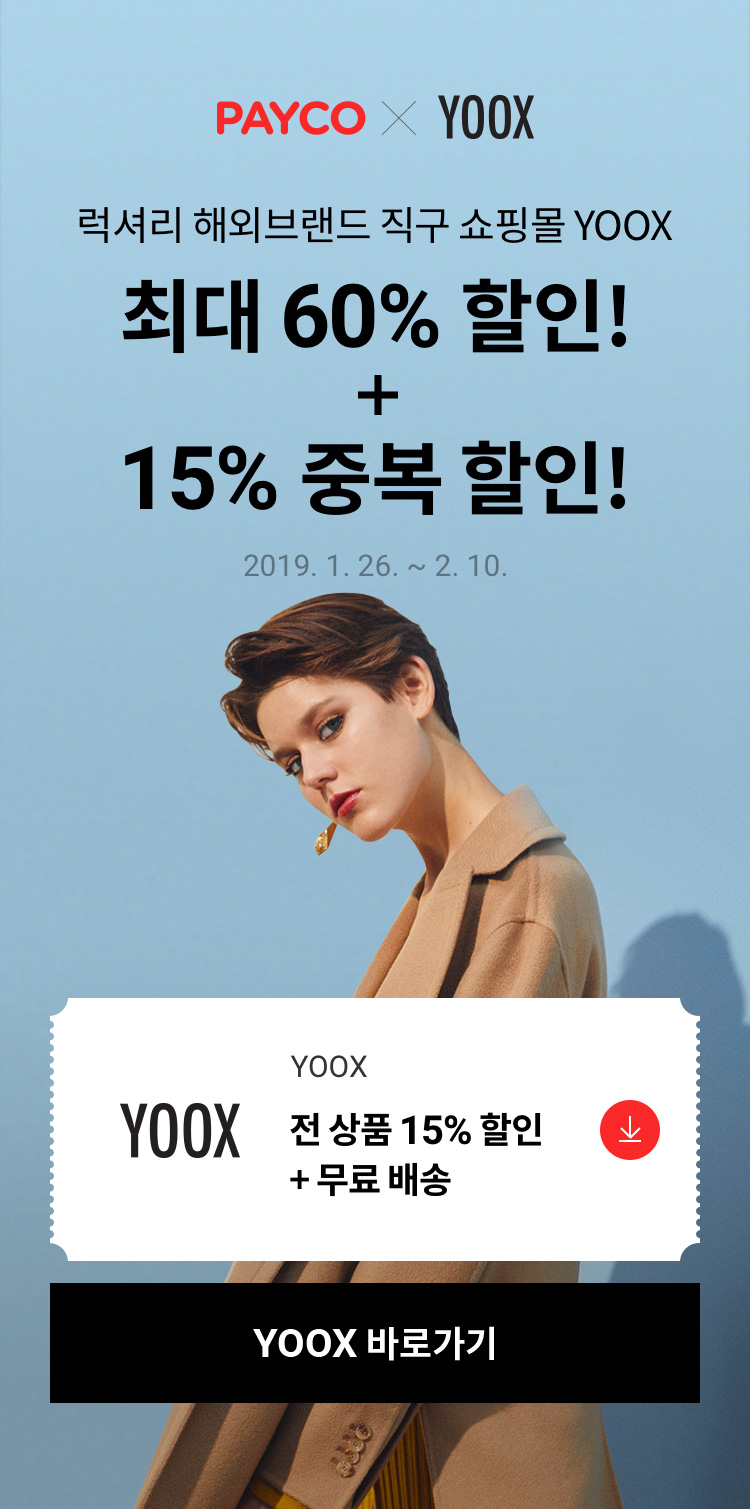 PAYCO × YOOX
럭셔리 해외브랜드 직구 쇼핑몰 YOOX
최대 60% 할인!
+
15% 중복 할인!
2019. 1. 26. ~ 2. 10.
YOOX
YOOX
전 상품 15% 할인
+ 무료 배송
YOOX 바로가기